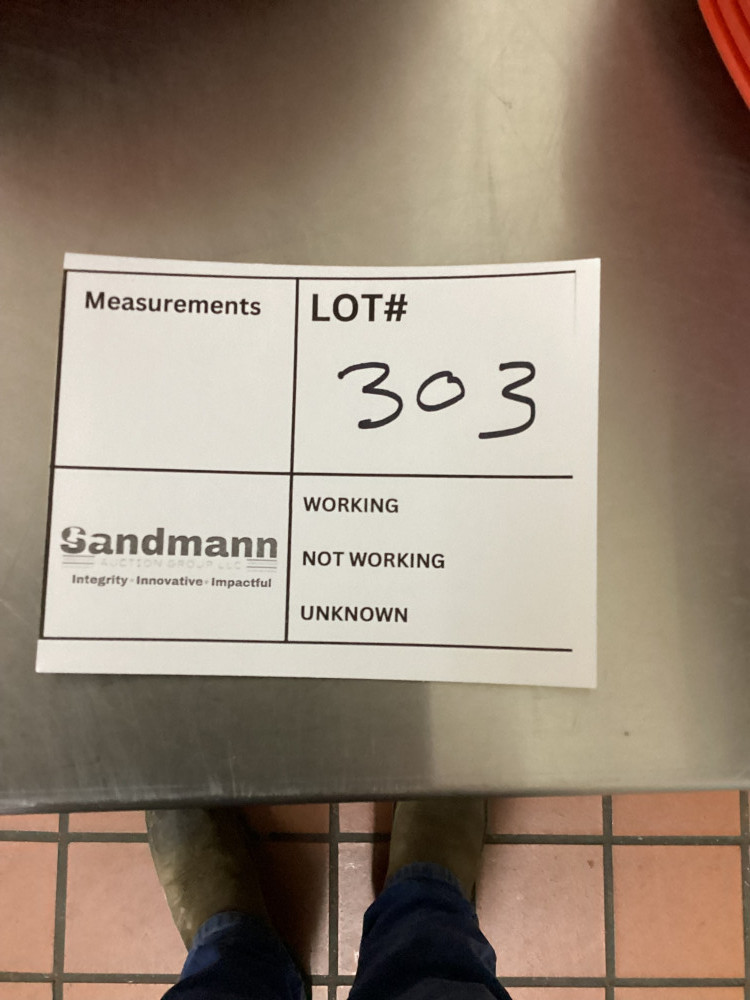 Measurements
LOT#
303
Sandmann
AUCTION GROUP LLC
Integrity · Innovative · Impactful
WORKING
NOT WORKING
UNKNOWN